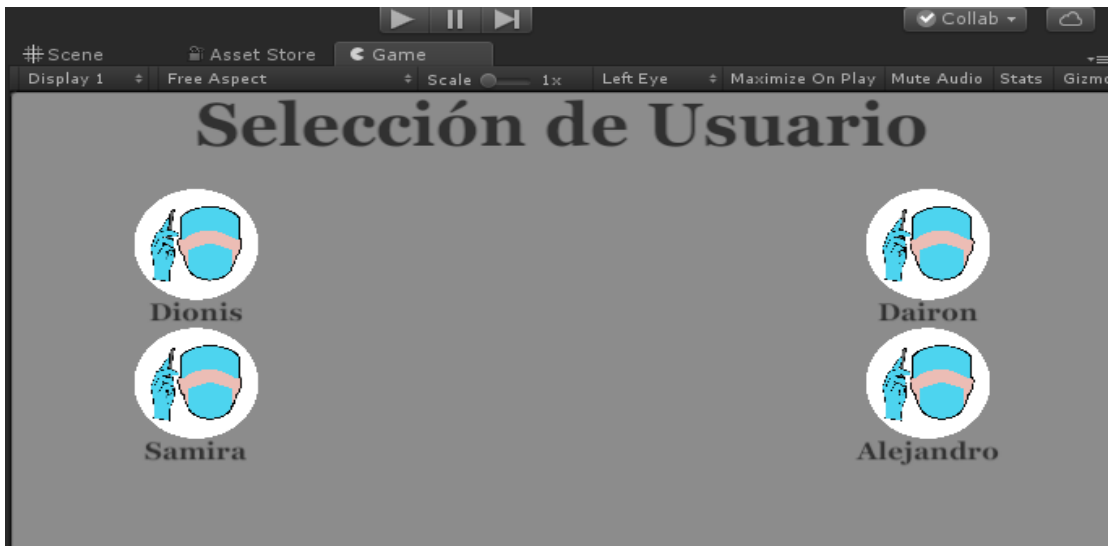 Collab
Scene Asset Store Game
Display 1 Free Aspect Scale 1x Left Eye Maximize On Play Mute Audio Stats Gizmo
Selección de Usuario
Dionis Dairon
Samira Alejandro